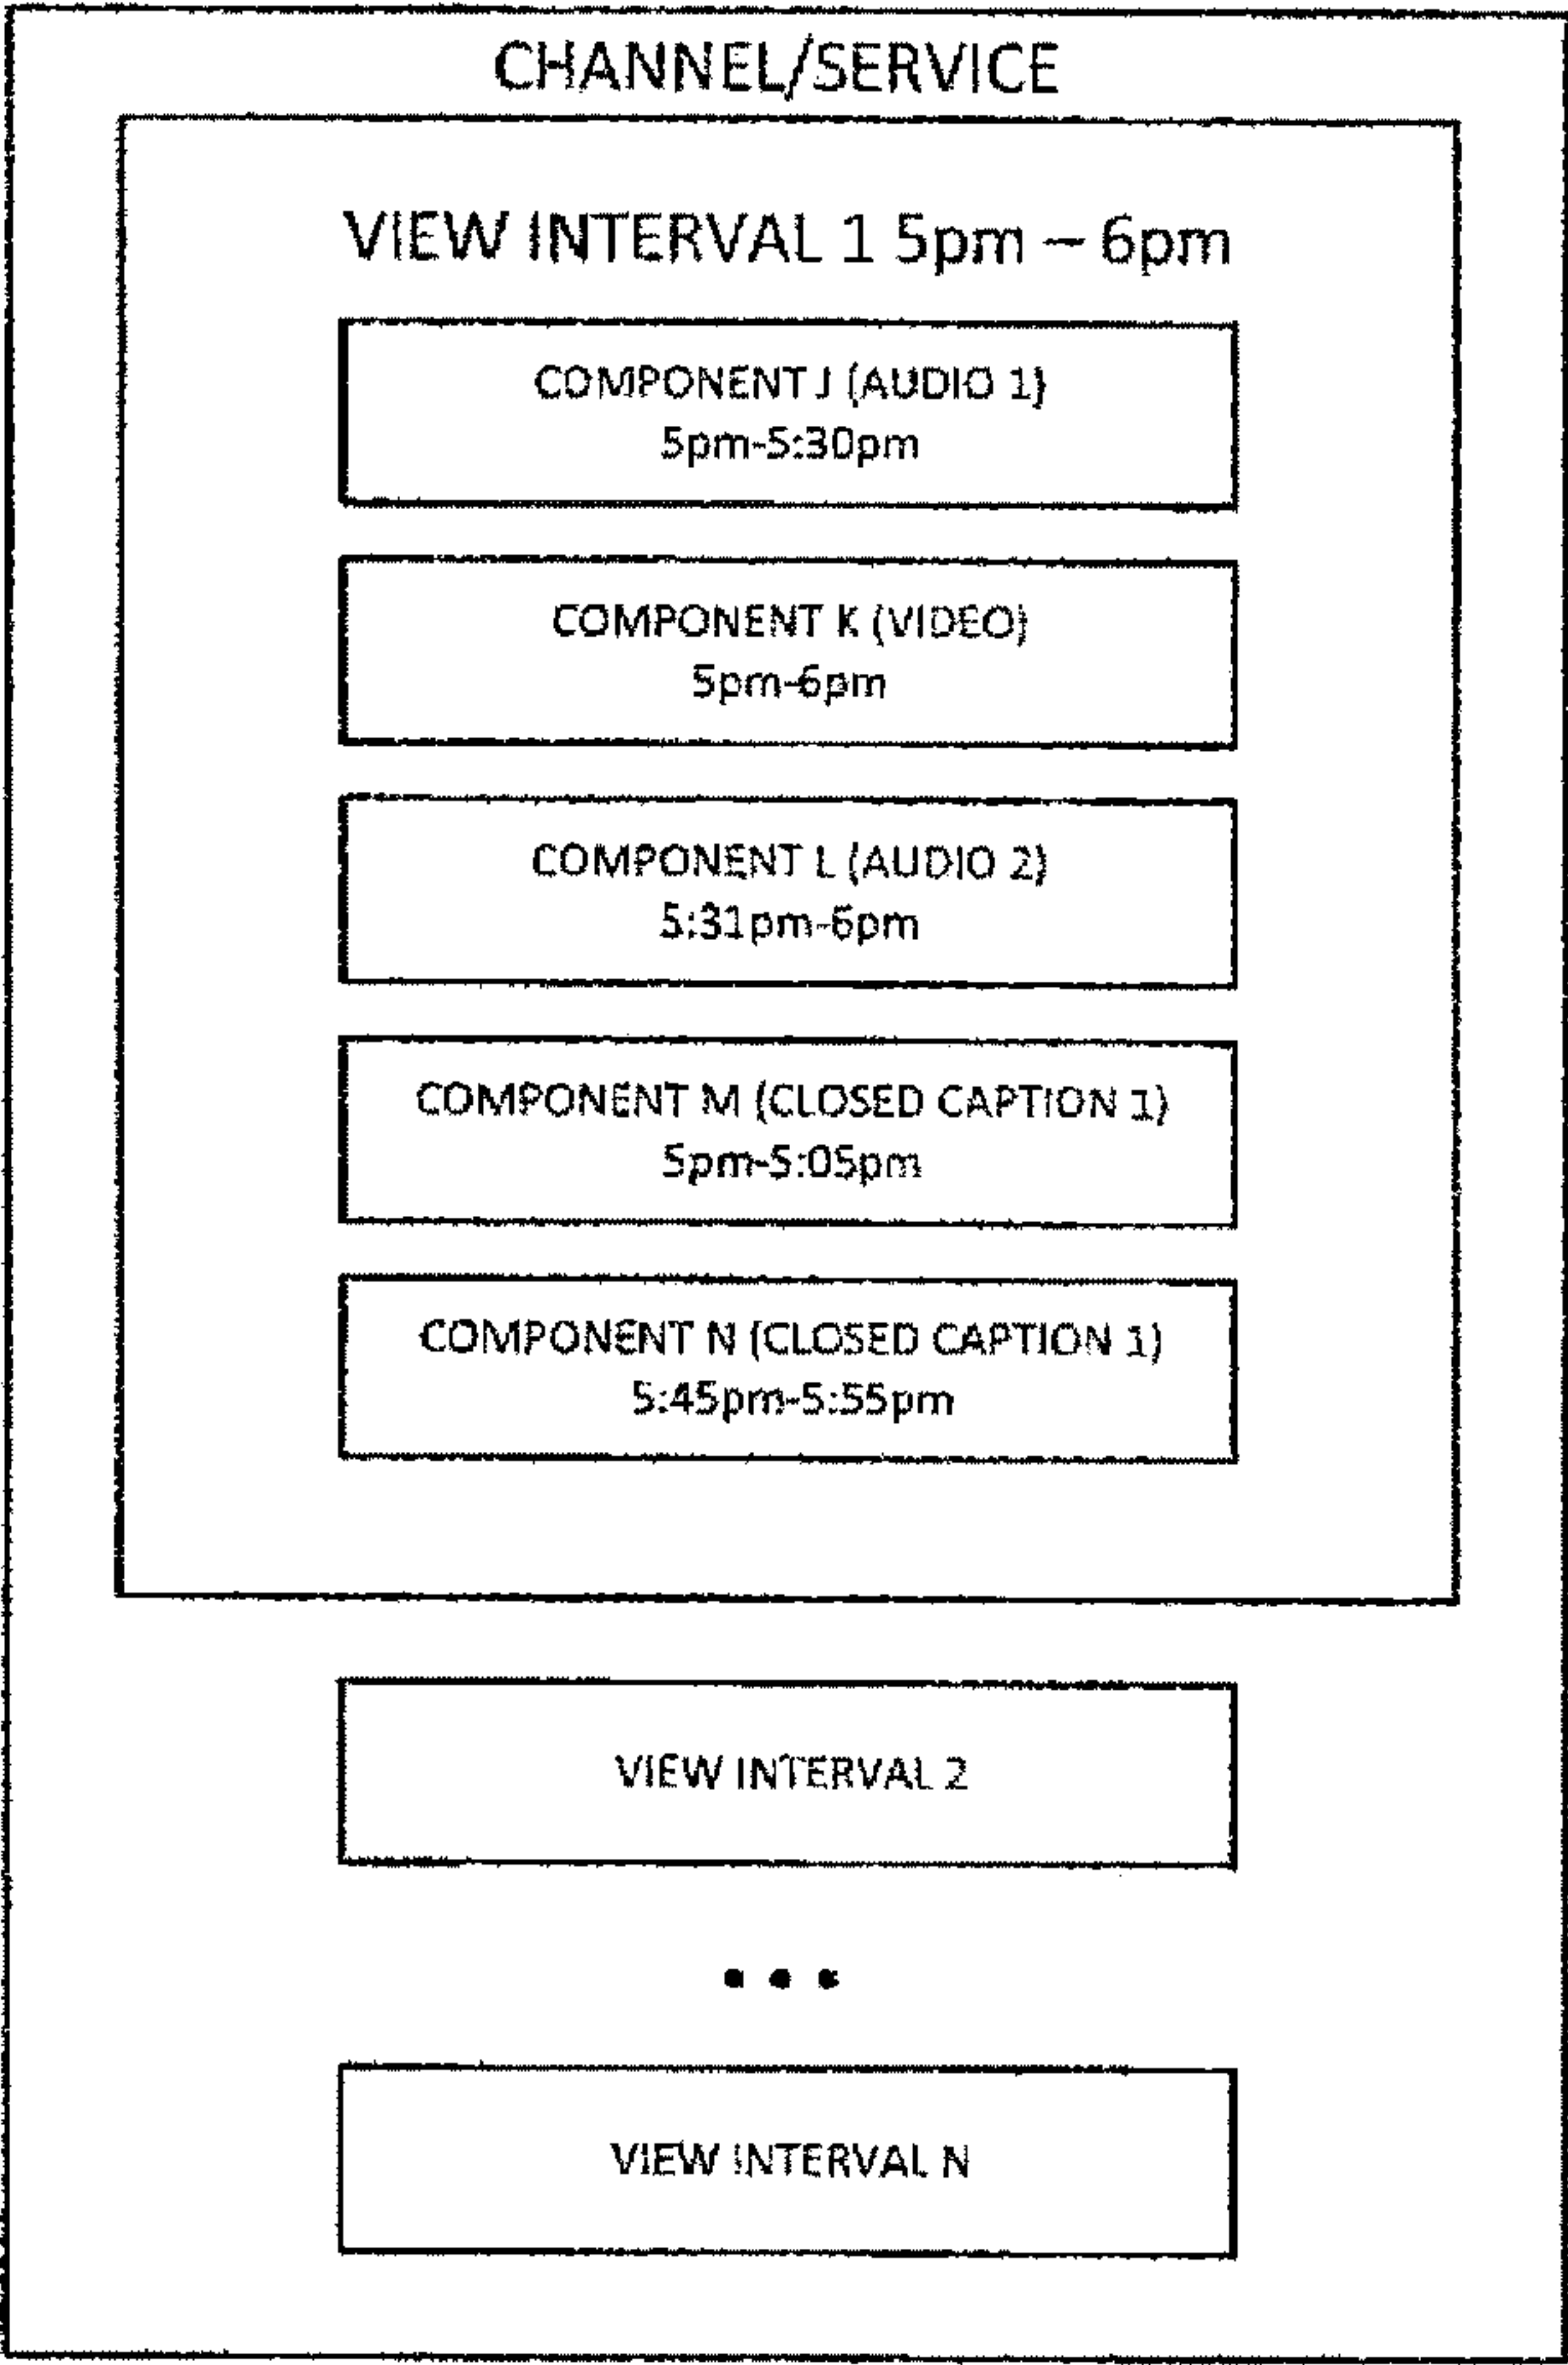 CHANNEL/SERVICE
VIEW INTERVAL 1 5pm – 6pm
COMPONENT J (AUDIO 1)
5pm-5:30pm
COMPONENT K (VIDEO)
5pm-6pm
COMPONENT L (AUDIO 2)
5:31pm-6pm
COMPONENT M (CLOSED CAPTION 1)
5pm-5:05pm
COMPONENT N (CLOSED CAPTION 1)
5:45pm-5:55pm
VIEW INTERVAL 2
• • •
VIEW INTERVAL N